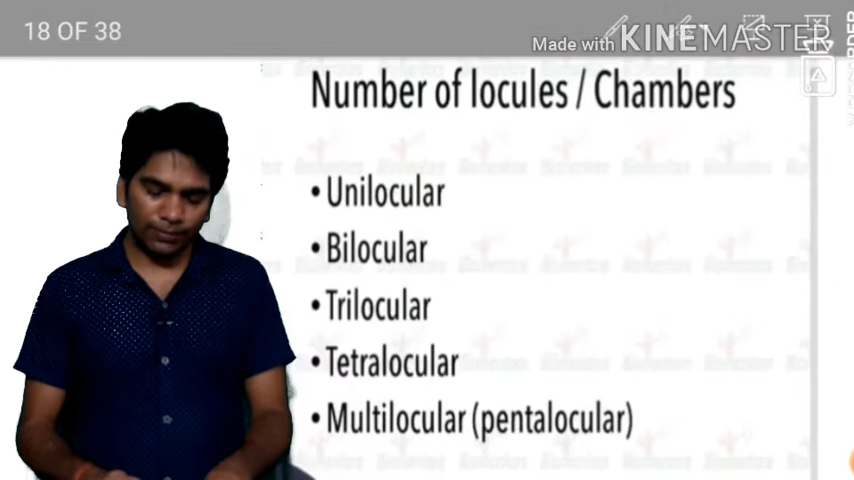 18 OF 38
Made with KINEMASTER
Number of locules / Chambers
• Unilocular
• Bilocular
• Trilocular
• Tetralocular
• Multilocular (pentalocular)